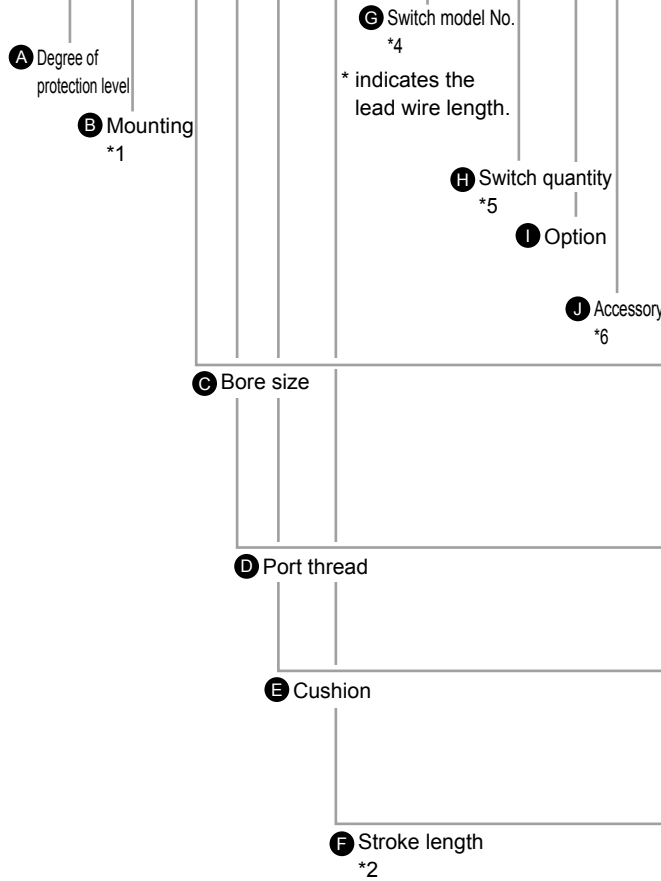 G Switch model No.
*4
A Degree of
protection level
* indicates the
lead wire length.
B Mounting
*1
H Switch quantity
*5
I Option
J Accessory
*6
C Bore size
D Port thread
E Cushion
F Stroke length
*2